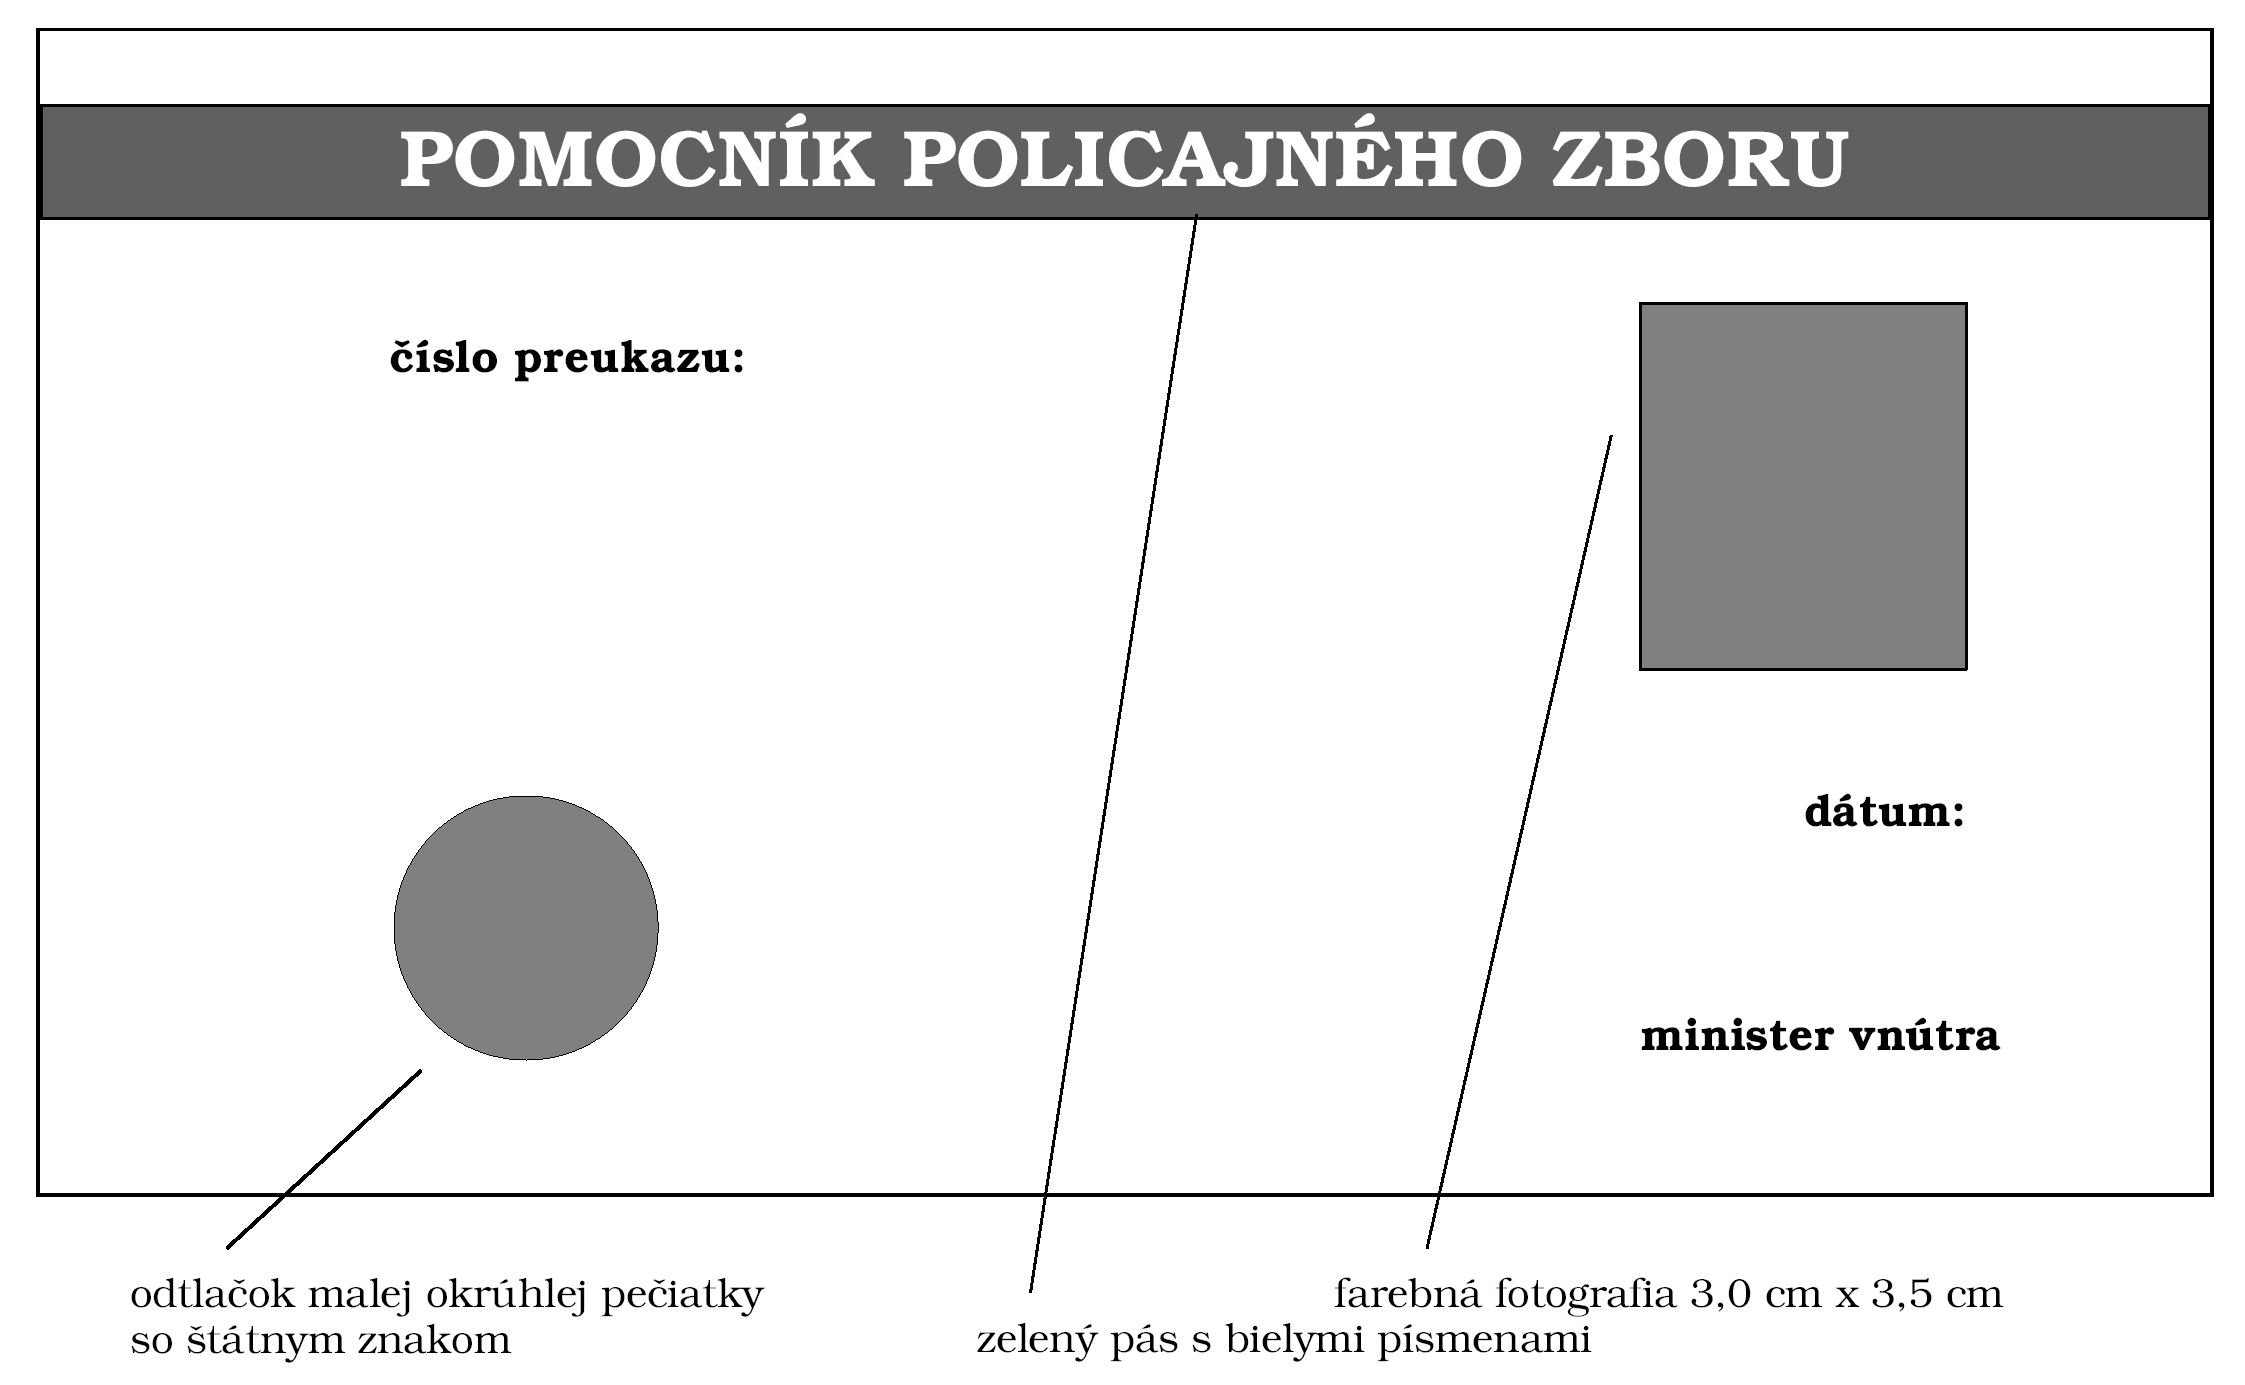 POMOCNÍK POLICAJNÉHO ZBORU
číslo preukazu:
dátum:
minister vnútra
odtlačok malej okrúhlej pečiatky
so štátnym znakom
farebná fotografia 3,0 cm x 3,5 cm
zelený pás s bielymi písmenami